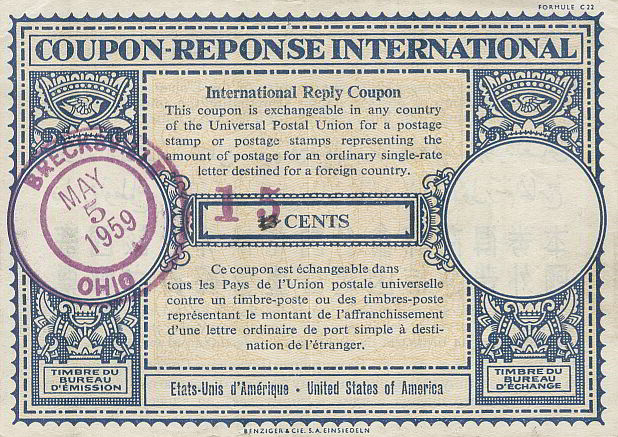 FORMULE C 22
COUPON-REPONSE INTERNATIONAL
International Reply Coupon
This coupon is exchangeable in any country
of the Universal Postal Union for a postage
stamp or postage stamps representing the
amount of postage for an ordinary single-rate
letter destined for a foreign country.
BRECKSVILLE
MAY
5
1959
OHIO
15
CENTS
Ce coupon est échangeable dans
tous les Pays de l'Union postale universelle
contre un timbre-poste ou des timbres-poste
représentant le montant de l'affranchissement
d'une lettre ordinaire de port simple à desti-
nation de l'étranger.
TIMBRE DU
BUREAU
D'ÉMISSION
Etats-Unis d'Amérique • United States of America
TIMBRE DU
BUREAU
D'ÉCHANGE
BENZIGER & CIE. S.A. EINSIEDELN